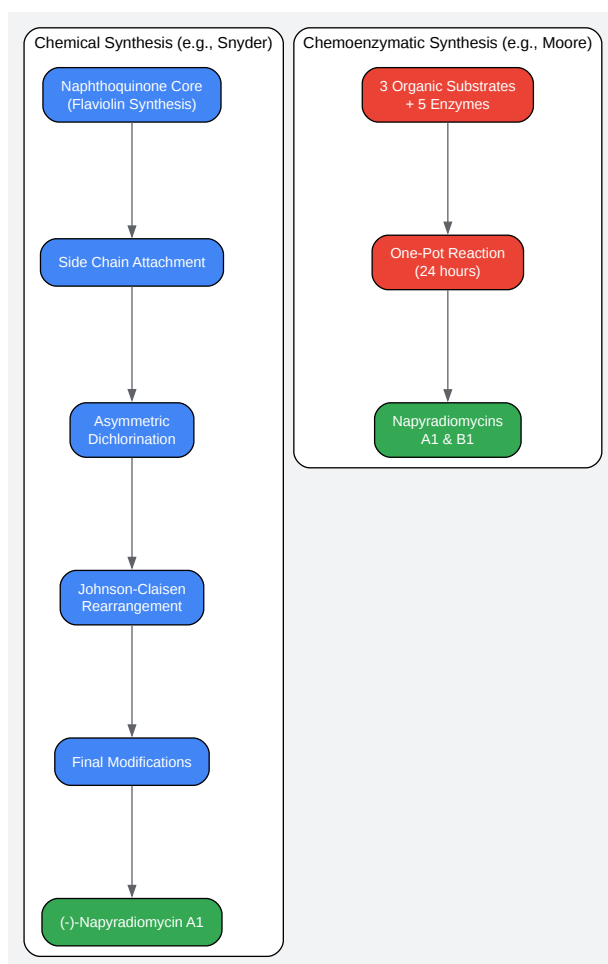 Chemical Synthesis (e.g., Snyder)
Naphthoquinone Core
(Flaviolin Synthesis)
Side Chain Attachment
Asymmetric
Dichlorination
Johnson-Claisen
Rearrangement
Final Modifications
(-)-Napyradiomycin A1
Chemoenzymatic Synthesis (e.g., Moore)
3 Organic Substrates
+ 5 Enzymes
One-Pot Reaction
(24 hours)
Napyradiomycins
A1 & B1